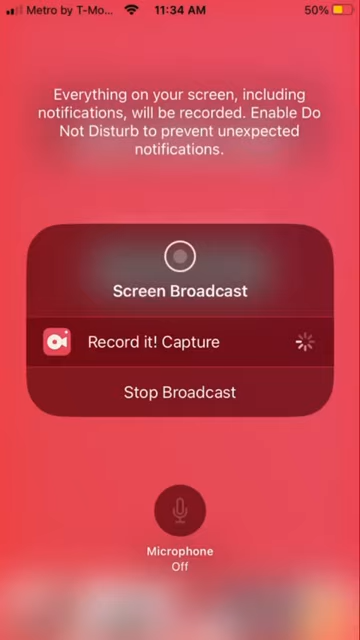 Metro by T-Mo...
11:34 AM
50%
Everything on your screen, including
notifications, will be recorded. Enable Do
Not Disturb to prevent unexpected
notifications.
Screen Broadcast
Record it! Capture
Stop Broadcast
Microphone
Off